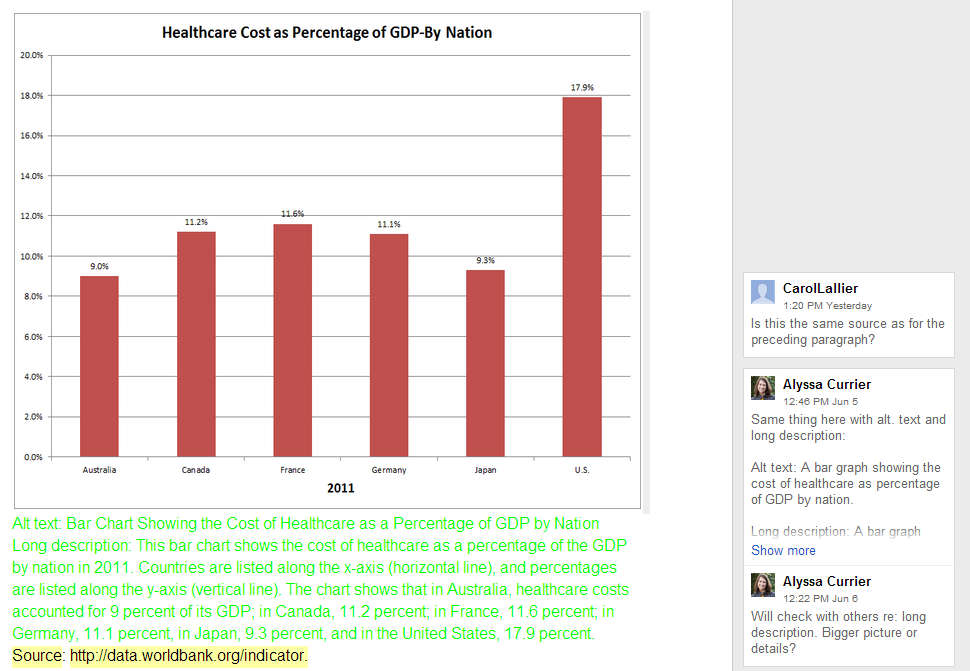 Healthcare Cost as Percentage of GDP-By Nation
20.0%
18.0%
16.0%
14.0%
12.0%
10.0%
8.0%
6.0%
4.0%
2.0%
0.0%
9.0%
11.2%
11.6%
11.1%
9.3%
17.9%
Australia
Canada
France
Germany
Japan
U.S.
2011
Alt text: Bar Chart Showing the Cost of Healthcare as a Percentage of GDP by Nation
Long description: This bar chart shows the cost of healthcare as a percentage of the GDP
by nation in 2011. Countries are listed along the x-axis (horizontal line), and percentages
are listed along the y-axis (vertical line). The chart shows that in Australia, healthcare costs
accounted for 9 percent of its GDP; in Canada, 11.2 percent; in France, 11.6 percent; in
Germany, 11.1 percent, in Japan, 9.3 percent, and in the United States, 17.9 percent.
Source: http://data.worldbank.org/indicator.
CarolLallier
1:20 PM Yesterday
Is this the same source as for the
preceding paragraph?
Alyssa Currier
12:46 PM Jun 5
Same thing here with alt. text and
long description:
Alt text: A bar graph showing the
cost of healthcare as percentage
of GDP by nation.
Long description: A bar graph
Show more
Alyssa Currier
12:22 PM Jun 6
Will check with others re: long
description. Bigger picture or
details?